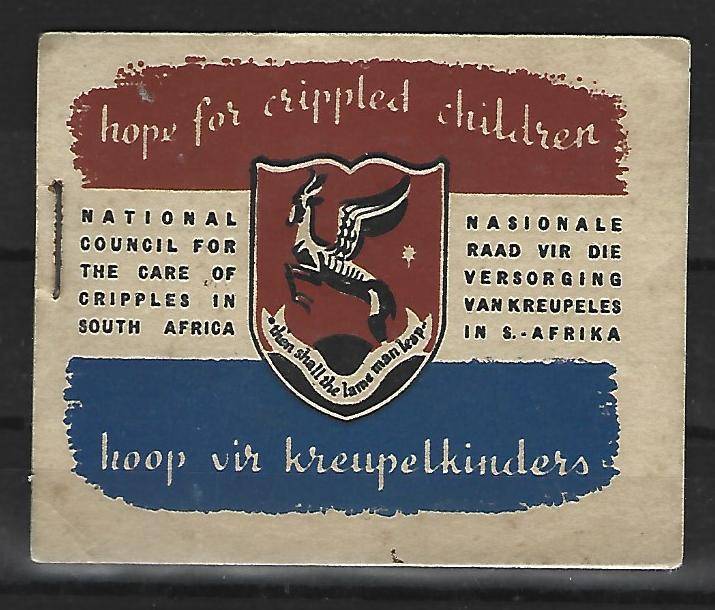 hope for crippled children
NATIONAL
COUNCIL FOR
THE CARE OF
CRIPPLES IN
SOUTH AFRICA
NASIONALE
RAAD VIR DIE
VERSORGING
VAN KREUPELES
IN S.-AFRIKA
·then shall the lame man leap·
hoop vir kreupelkinders